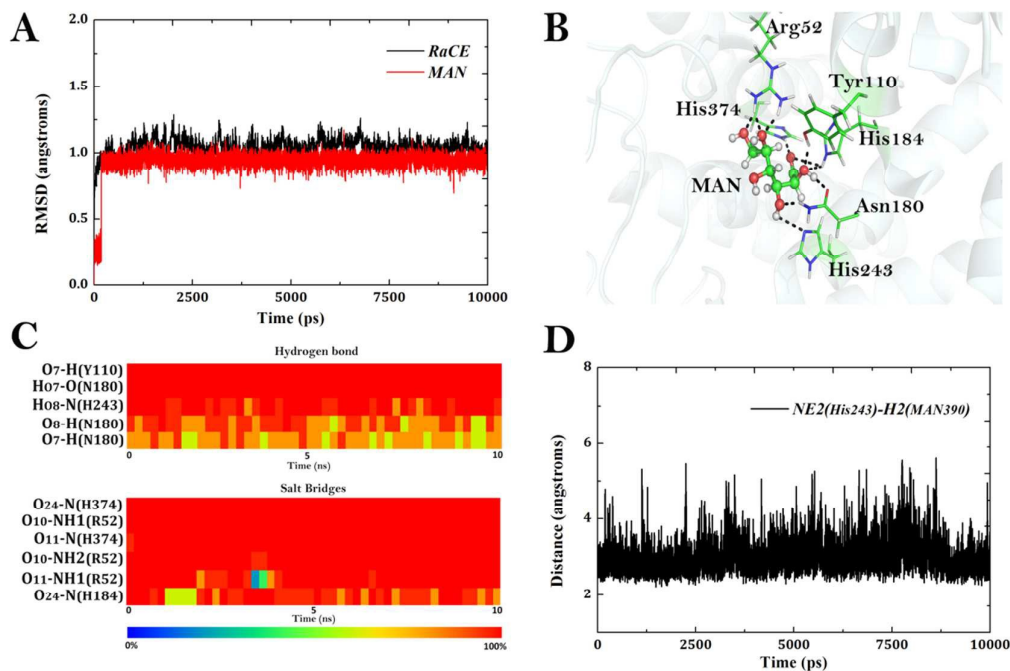 A
RMSD (angstroms)
2.0
1.5
1.0
0.5
0.0
RaCE
MAN
0
2500
5000
7500
10000
Time (ps)
B
Arg52
Tyr110
His374
His184
MAN
Asn180
His243
C
Hydrogen bond
O7-H(Y110)
HO7-O(N180)
HO8-N(H243)
O8-H(N180)
O7-H(N180)
0
5
10
Time (ns)
Salt Bridges
O24-N(H374)
O10-NH1(R52)
O11-N(H374)
O10-NH2(R52)
O11-NH1(R52)
O24-N(H184)
0
5
10
Time (ns)
0%
100%
D
Distance (angstroms)
8
6
4
2
NE2(His243)-H2(MAN390)
0
2500
5000
7500
10000
Time (ps)